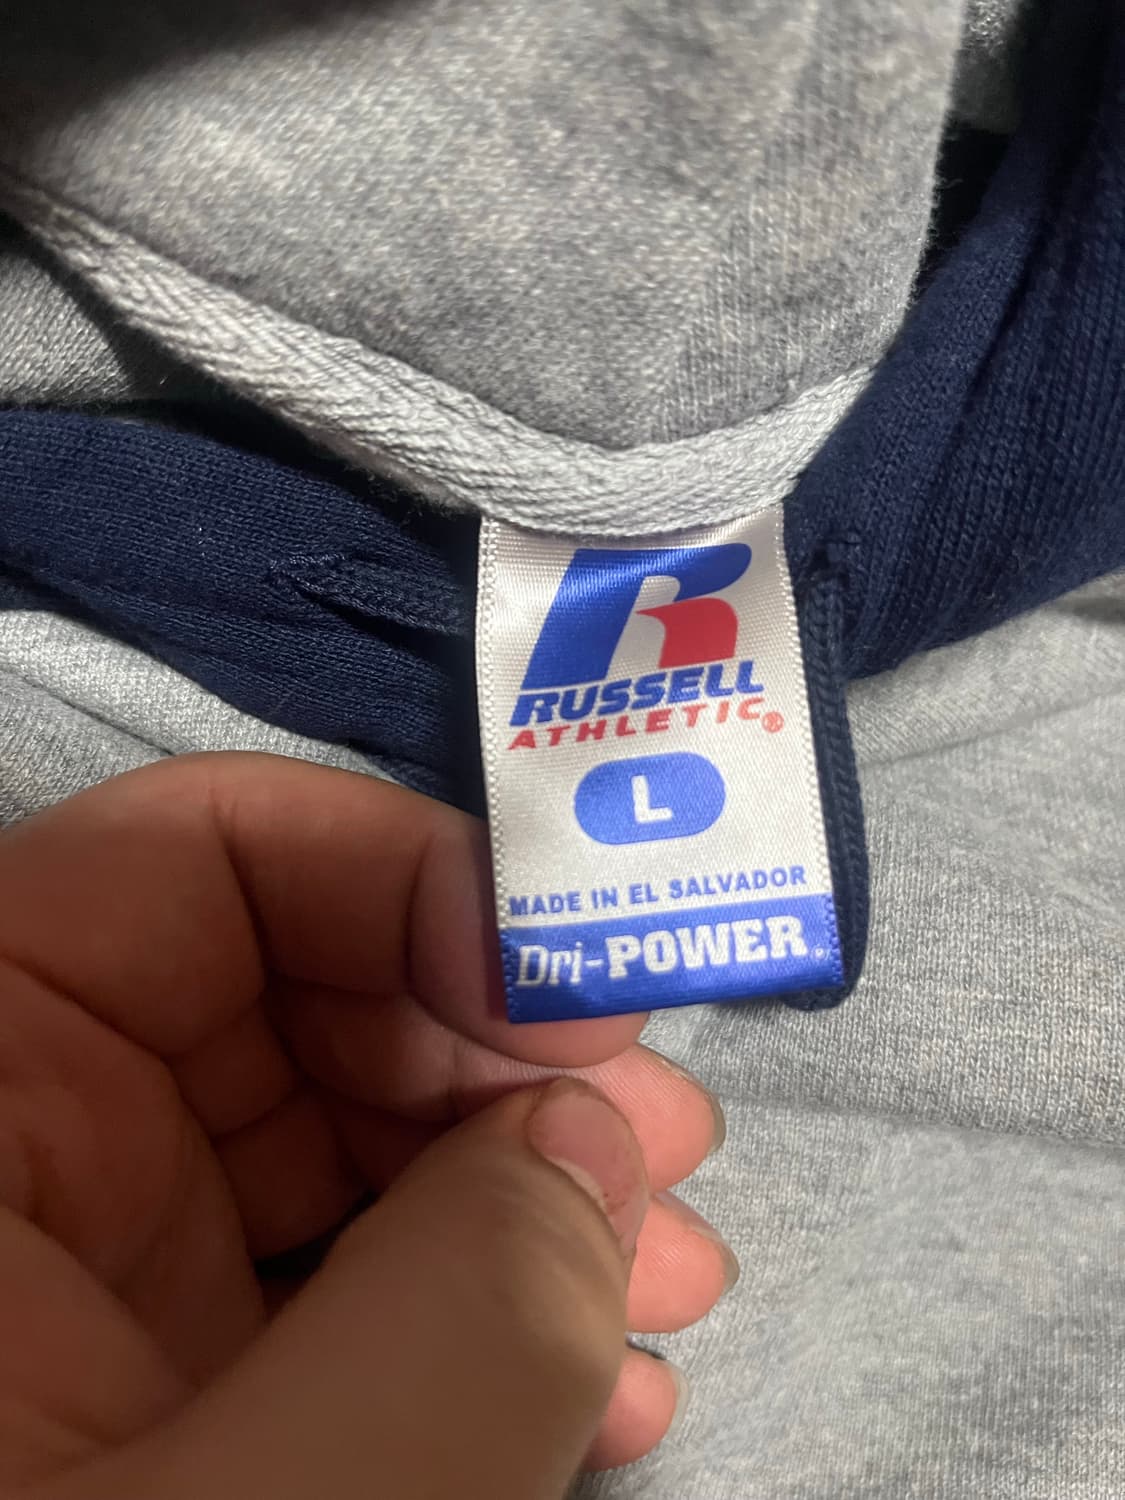 R
RUSSELL
ATHLETIC®
L
MADE IN EL SALVADOR
Dri-POWER®